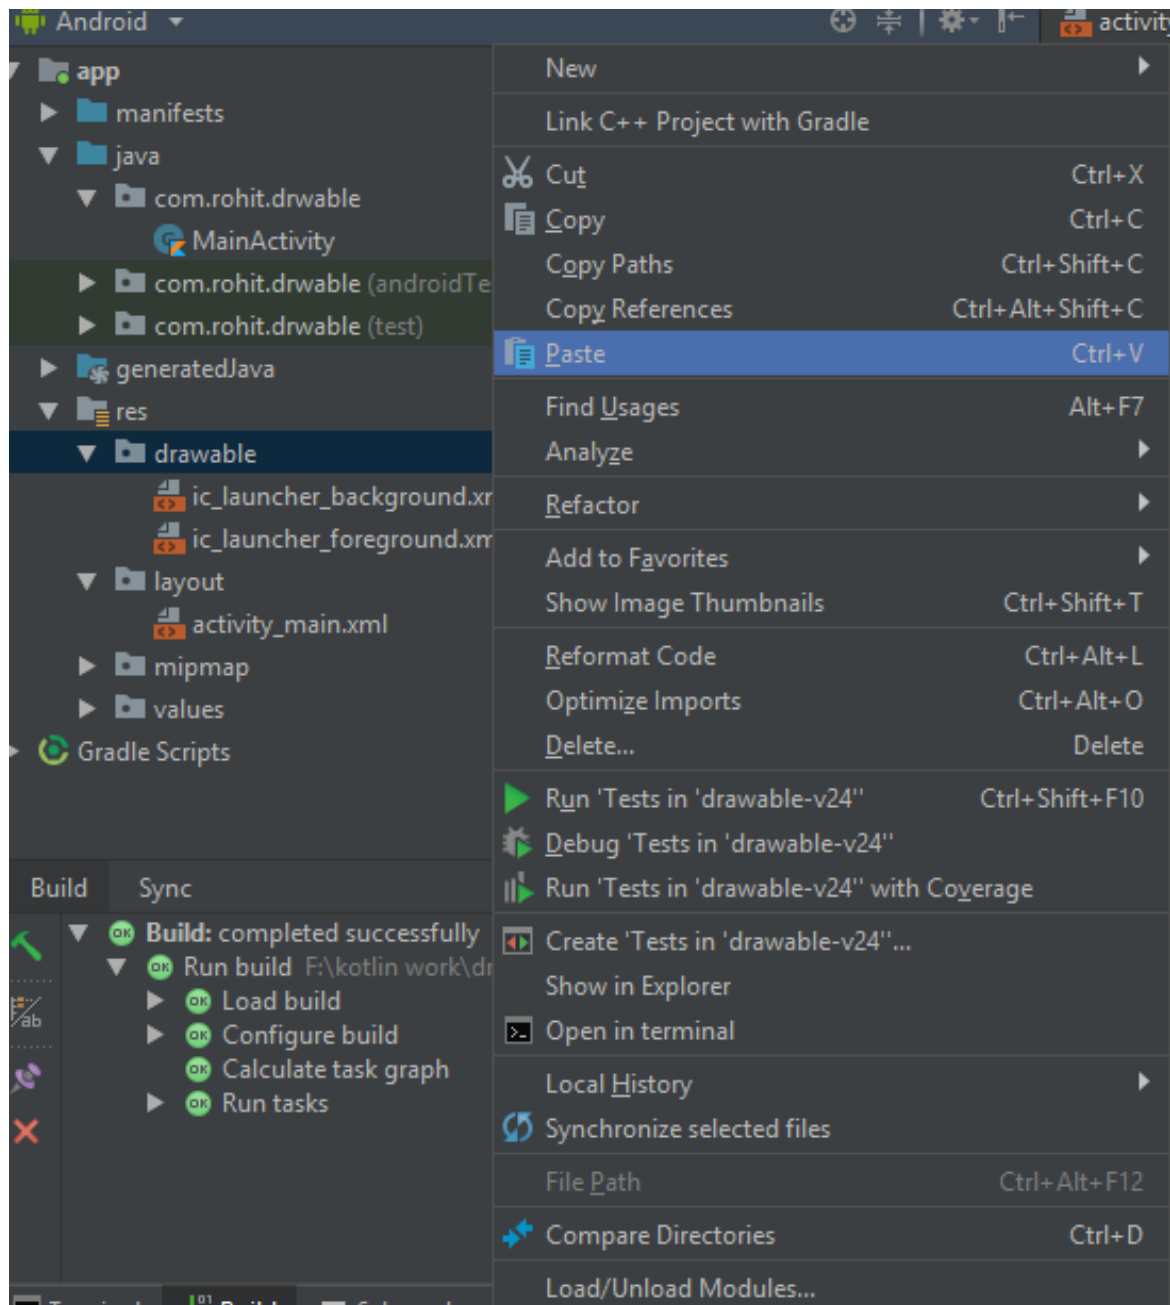 Android
activity
app
manifests
java
com.rohit.drwable
MainActivity
com.rohit.drwable (androidTe
com.rohit.drwable (test)
generatedJava
res
drawable
ic_launcher_background.xm
ic_launcher_foreground.xm
layout
activity_main.xml
mipmap
values
Gradle Scripts
New
Link C++ Project with Gradle
Cut Ctrl+X
Copy Ctrl+C
Copy Paths Ctrl+Shift+C
Copy References Ctrl+Alt+Shift+C
Paste Ctrl+V
Find Usages Alt+F7
Analyze
Refactor
Add to Favorites
Show Image Thumbnails Ctrl+Shift+T
Reformat Code Ctrl+Alt+L
Optimize Imports Ctrl+Alt+O
Delete... Delete
Run 'Tests in 'drawable-v24'' Ctrl+Shift+F10
Debug 'Tests in 'drawable-v24''
Run 'Tests in 'drawable-v24'' with Coverage
Create 'Tests in 'drawable-v24''...
Show in Explorer
Open in terminal
Local History
Synchronize selected files
File Path Ctrl+Alt+F12
Compare Directories Ctrl+D
Load/Unload Modules...
Build Sync
Build: completed successfully
Run build F:\kotlin work\dr
Load build
Configure build
Calculate task graph
Run tasks
Terminal Build